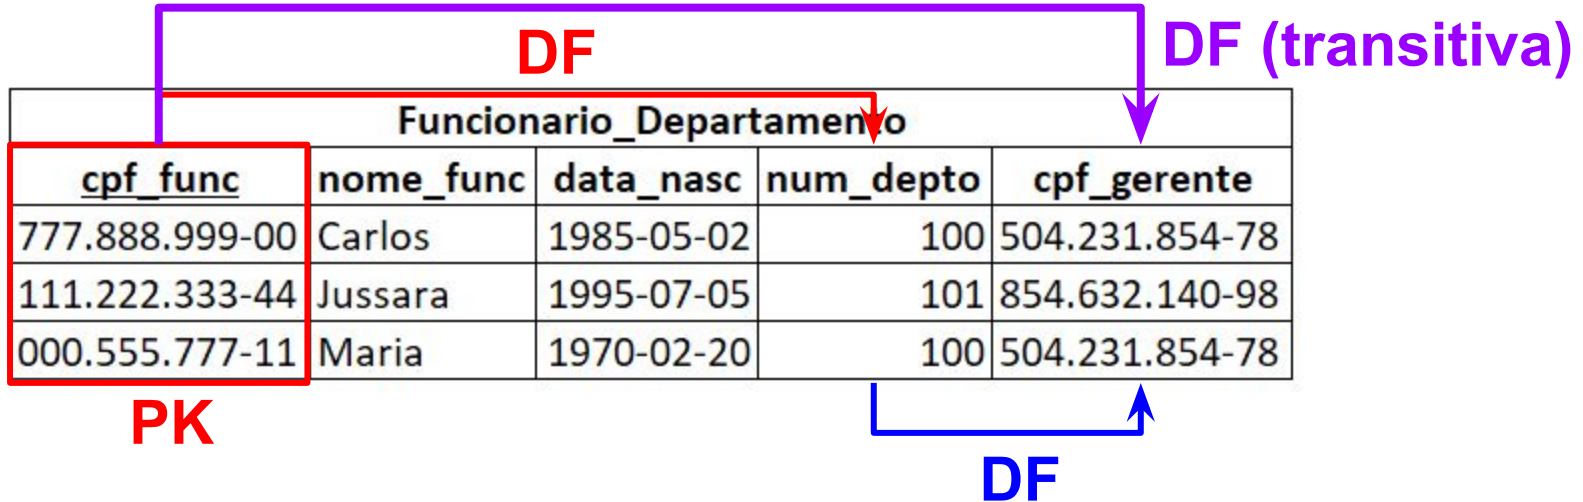 DF
DF (transitiva)
Funcionario_Departamento
cpf_func nome_func data_nasc num_depto cpf_gerente
777.888.999-00 Carlos 1985-05-02 100 504.231.854-78
111.222.333-44 Jussara 1995-07-05 101 854.632.140-98
000.555.777-11 Maria 1970-02-20 100 504.231.854-78
PK
DF